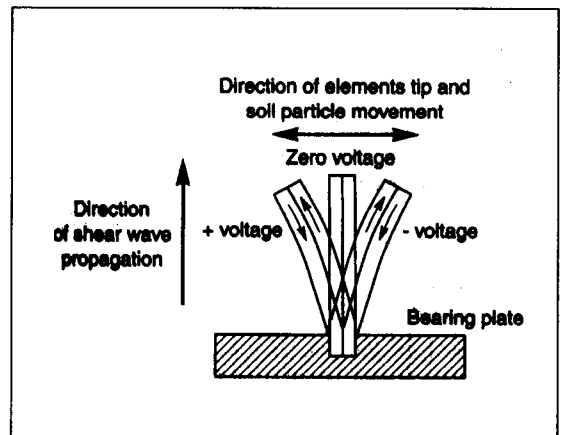 Direction of elements tip and
soil particle movement
Zero voltage
Direction
of shear wave
propagation
+ voltage
- voltage
Bearing plate